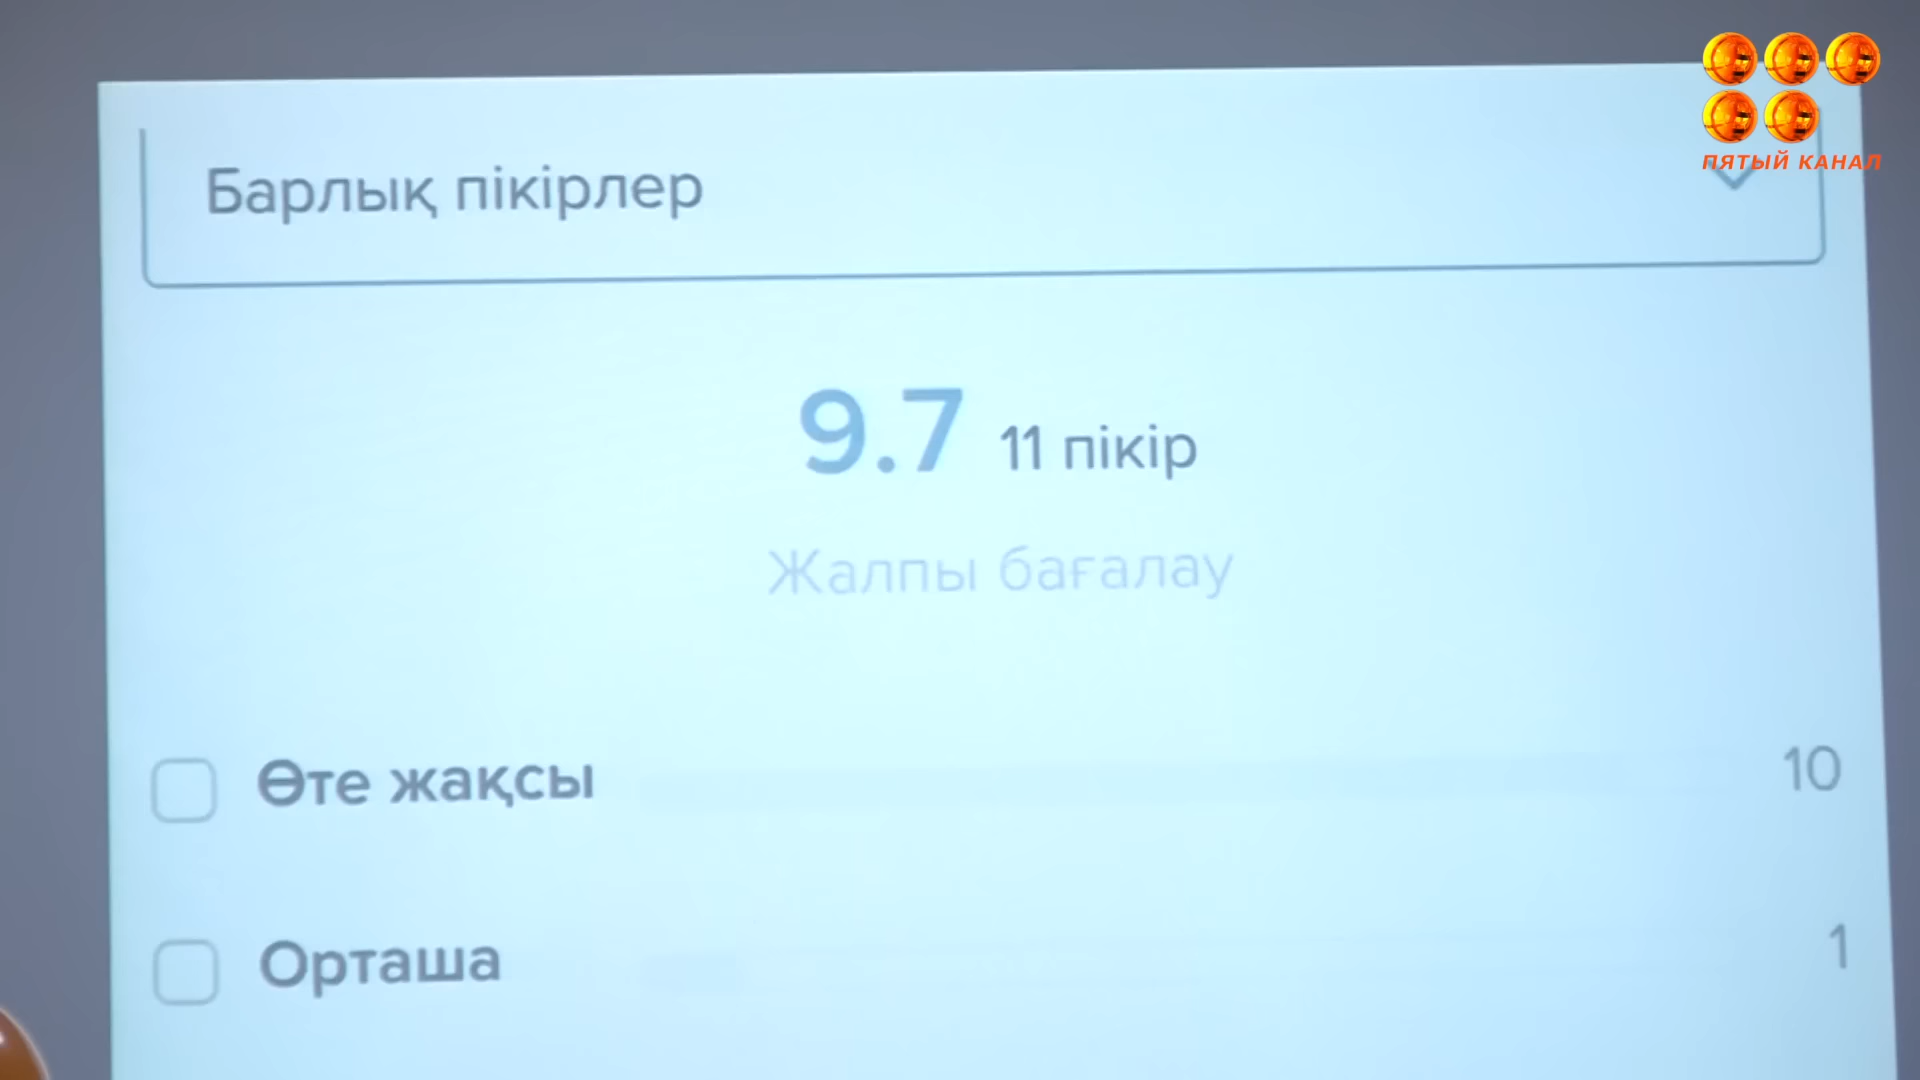 ПЯТЫЙ КАНАЛ
Барлық пікірлер
9.7 11 пікір
Жалпы бағалау
Өте жақсы 10
Орташа 1